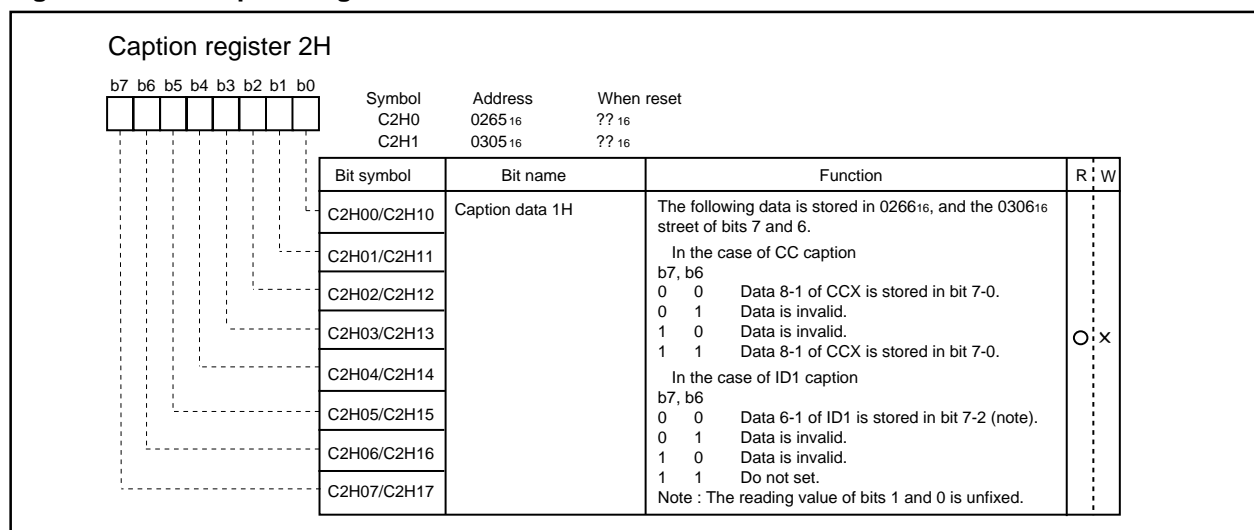 Caption register 2H
b7 b6 b5 b4 b3 b2 b1 b0
Symbol Address When reset
C2H0 026516 ??16
C2H1 030516 ??16
Bit symbol Bit name Function R W
C2H00/C2H10 Caption data 1H The following data is stored in 026616, and the 030616
street of bits 7 and 6.
C2H01/C2H11 In the case of CC caption
b7, b6
C2H02/C2H12 0 0 Data 8-1 of CCX is stored in bit 7-0.
0 1 Data is invalid.
C2H03/C2H13 1 0 Data is invalid.
1 1 Data 8-1 of CCX is stored in bit 7-0. O X
C2H04/C2H14 In the case of ID1 caption
b7, b6
C2H05/C2H15 0 0 Data 6-1 of ID1 is stored in bit 7-2 (note).
0 1 Data is invalid.
C2H06/C2H16 1 0 Data is invalid.
1 1 Do not set.
C2H07/C2H17 Note : The reading value of bits 1 and 0 is unfixed.